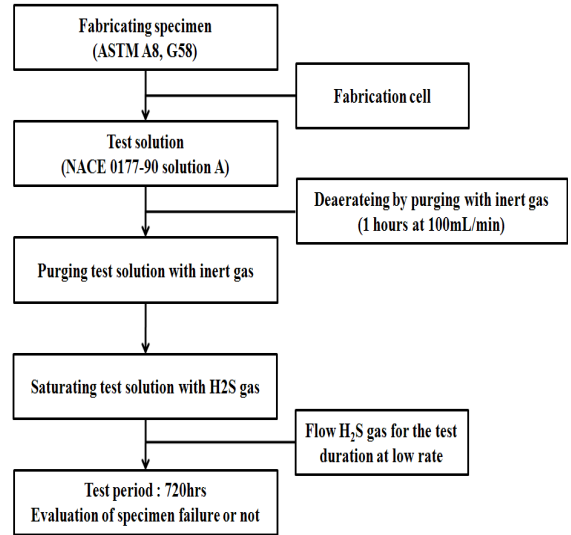 Fabricating specimen
(ASTM A8, G58)
Fabrication cell
Test solution
(NACE 0177-90 solution A)
Deaerateing by purging with inert gas
(1 hours at 100mL/min)
Purging test solution with inert gas
Saturating test solution with H2S gas
Flow H₂S gas for the test
duration at low rate
Test period : 720hrs
Evaluation of specimen failure or not